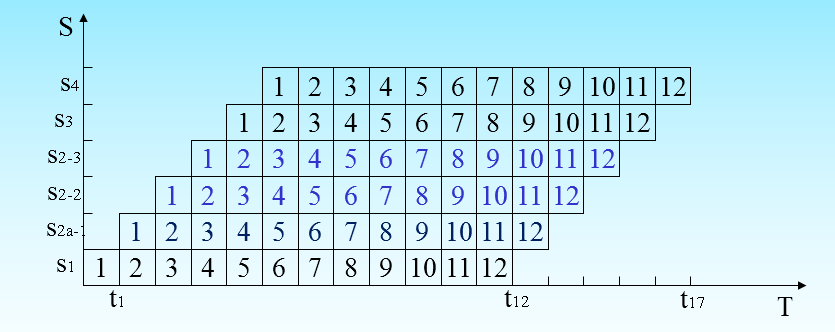 S
S4 1 2 3 4 5 6 7 8 9 10 11 12
S3 1 2 3 4 5 6 7 8 9 10 11 12
S2-3 1 2 3 4 5 6 7 8 9 10 11 12
S2-2 1 2 3 4 5 6 7 8 9 10 11 12
S2a-1 1 2 3 4 5 6 7 8 9 10 11 12
S1 1 2 3 4 5 6 7 8 9 10 11 12
t1 t12 t17 T